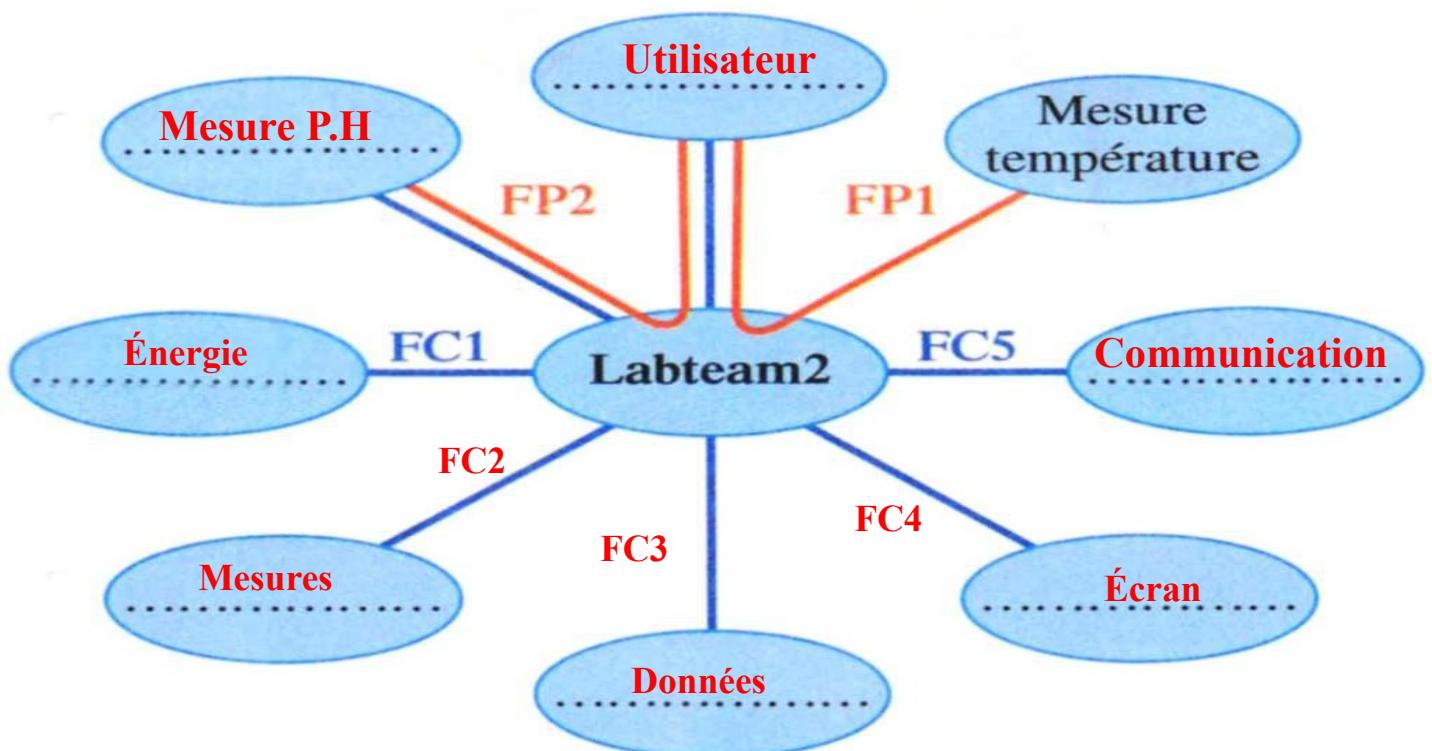 Utilisateur
Mesure P.H
Mesure
température
FP2
FP1
Énergie
FC1
Labteam2
FC5
Communication
FC2
FC3
FC4
Mesures
Écran
Données